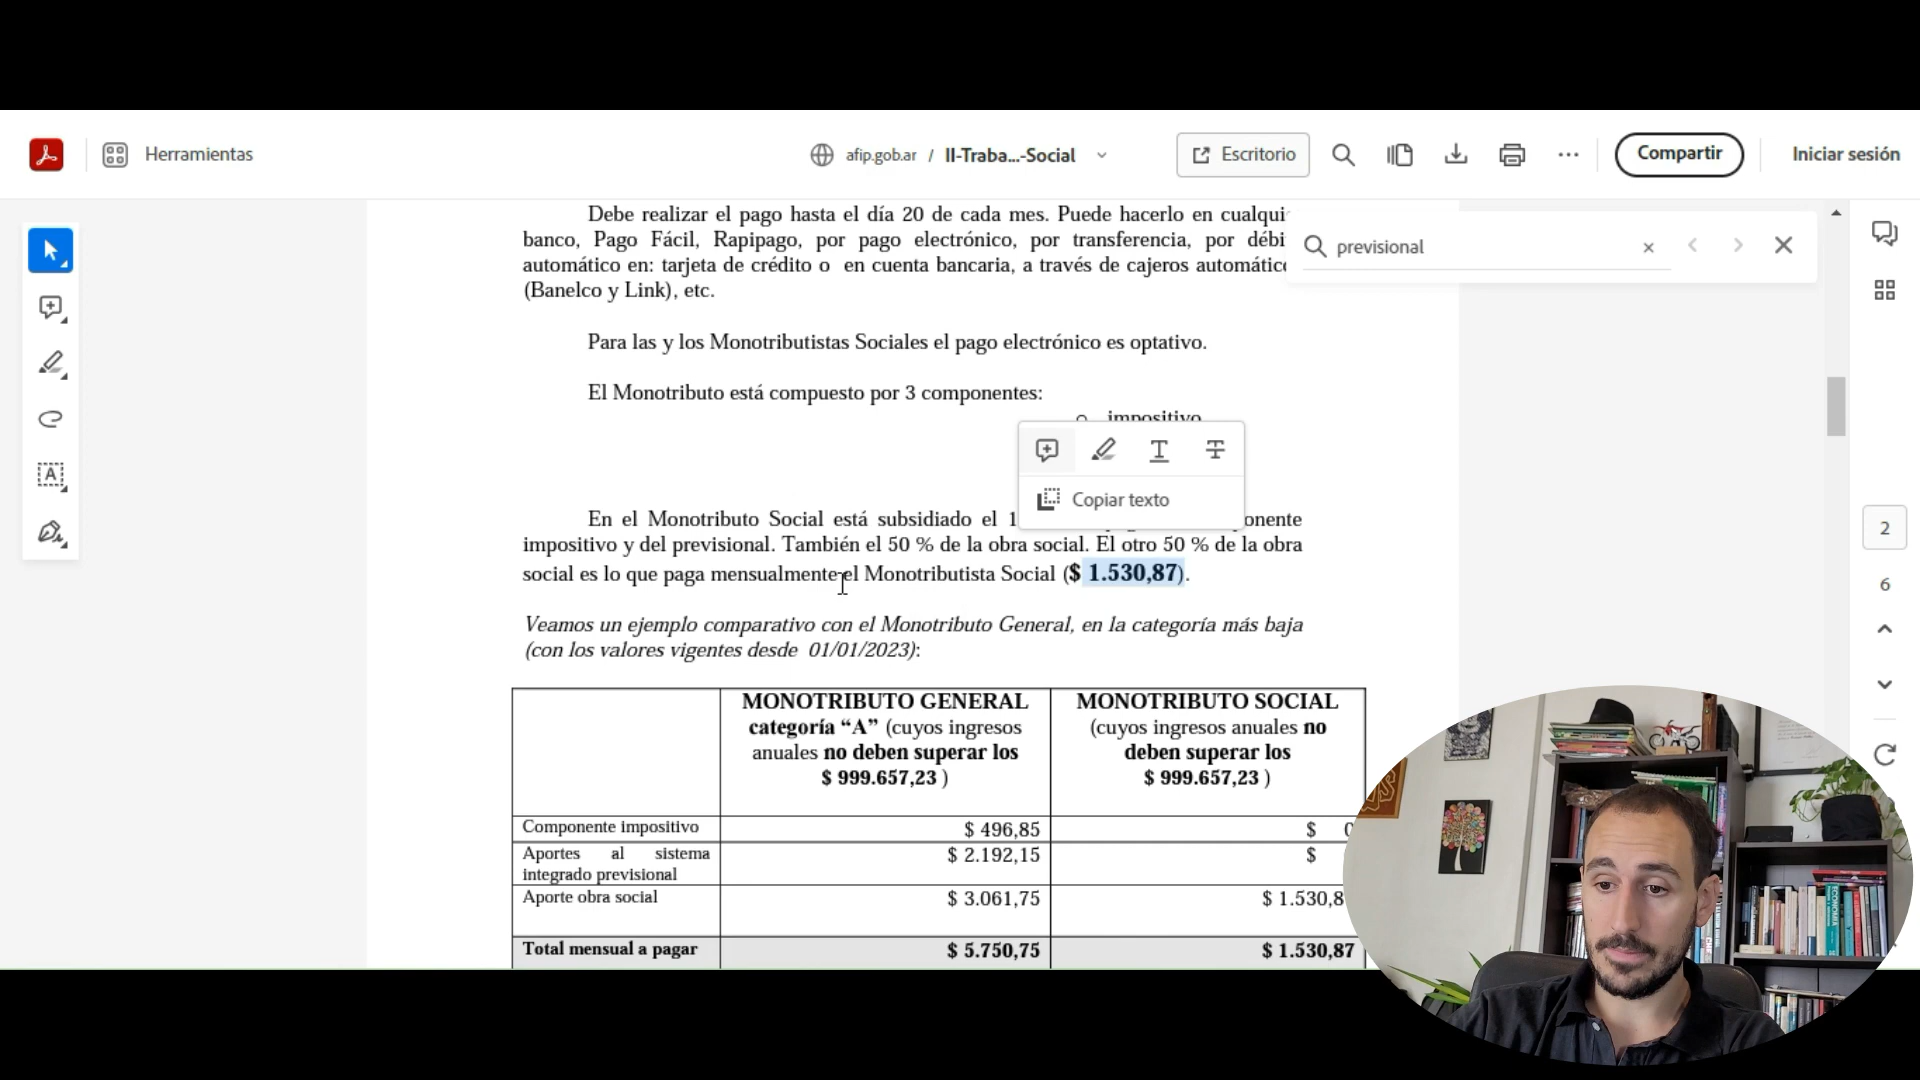 Herramientas
afip.gob.ar / II-Traba...-Social
Escritorio
Compartir
Iniciar sesión
previsional
Debe realizar el pago hasta el día 20 de cada mes. Puede hacerlo en
banco, Pago Fácil, Rapipago, por pago electrónico, por transferencia, por
automático en: tarjeta de crédito o en cuenta bancaria, a través de cajeros
(Banelco y Link), etc.
Para las y los Monotributistas Sociales el pago electrónico es optativo.
El Monotributo está compuesto por 3 componentes:
o impositivo
Copiar texto
En el Monotributo Social está subsidiado el
impositivo y del previsional. También el 50 % de la obra social. El otro 50 % de la obra
social es lo que paga mensualmente el Monotributista Social ($ 1.530,87).
Veamos un ejemplo comparativo con el Monotributo General, en la categoría más baja
(con los valores vigentes desde 01/01/2023):
MONOTRIBUTO GENERAL
categoría “A” (cuyos ingresos
anuales no deben superar los
$ 999.657,23 )
MONOTRIBUTO SOCIAL
(cuyos ingresos anuales no
deben superar los
$ 999.657,23 )
Componente impositivo $ 496,85 $
Aportes al sistema
integrado previsional $ 2.192,15 $
Aporte obra social $ 3.061,75 $ 1.530,8
Total mensual a pagar $ 5.750,75 $ 1.530,87
2
6
ECONOMIA